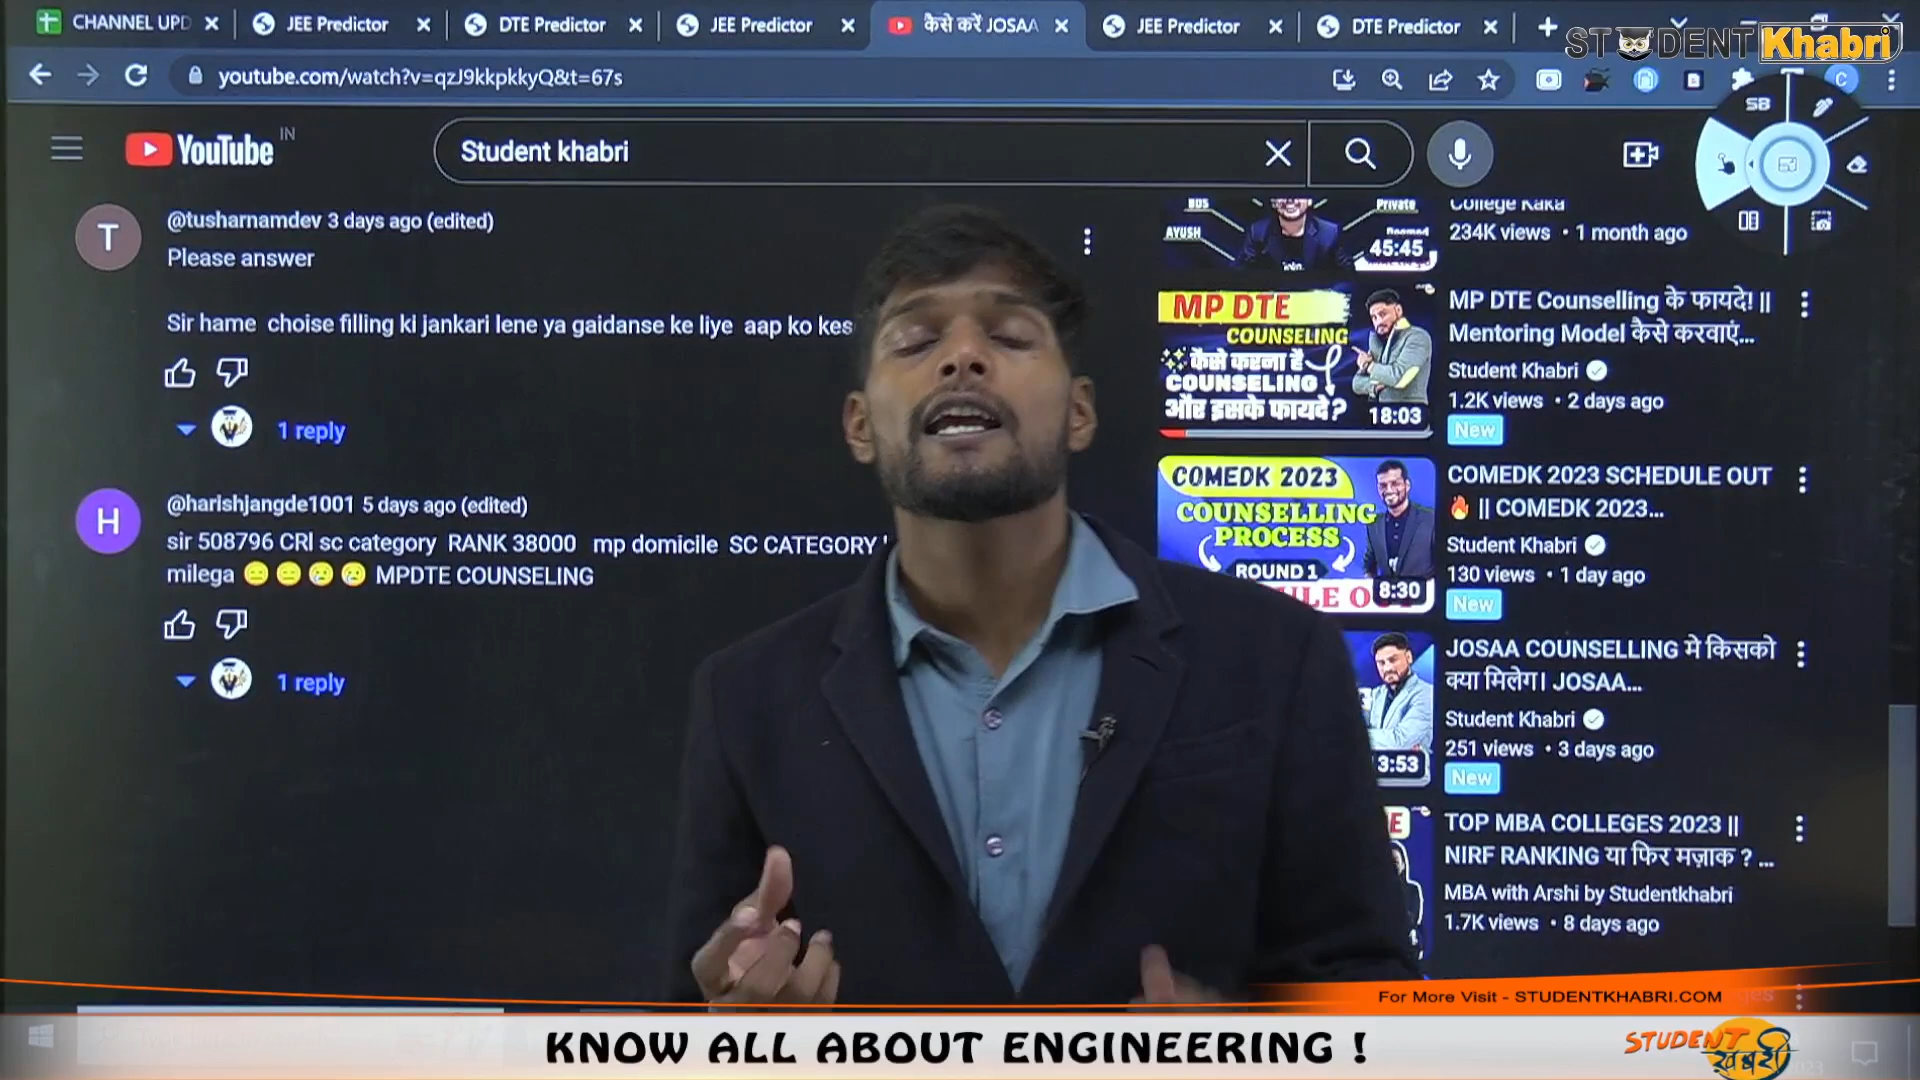 CHANNEL UPD
JEE Predictor
DTE Predictor
JEE Predictor
कैसे करें JOSAA
JEE Predictor
DTE Predictor
STUDENT Khabri
youtube.com/watch?v=qzJ9kkpkkyQ&t=67s
C
SB
YouTube IN
Student khabri
T
@tusharnamdev 3 days ago (edited)
Please answer
Sir hame choise filling ki jankari lene ya gaidanse ke liye aap ko kes
1 reply
H
@harishjangde1001 5 days ago (edited)
sir 508796 CRl sc category RANK 38000 mp domicile SC CATEGORY
milega 😑 😑 😢 😢 MPDTE COUNSELING
1 reply
BDS
Private
AYUSH
Deemed
45:45
College Kaka
234K views • 1 month ago
MP DTE
COUNSELING
कैसे करना है
COUNSELING
और इसके फायदे?
18:03
MP DTE Counselling के फायदे! ||
Mentoring Model कैसे करवाएं...
Student Khabri
1.2K views • 2 days ago
New
COMEDK 2023
COUNSELLING
PROCESS
ROUND 1
8:30
COMEDK 2023 SCHEDULE OUT
🔥 || COMEDK 2023...
Student Khabri
130 views • 1 day ago
New
3:53
JOSAA COUNSELLING मे किसको
क्या मिलेगा। JOSAA...
Student Khabri
251 views • 3 days ago
New
TOP MBA COLLEGES 2023 ||
NIRF RANKING या फिर मज़ाक ? ...
MBA with Arshi by Studentkhabri
1.7K views • 8 days ago
For More Visit - STUDENTKHABRI.COM
KNOW ALL ABOUT ENGINEERING !
STUDENT
खबरी